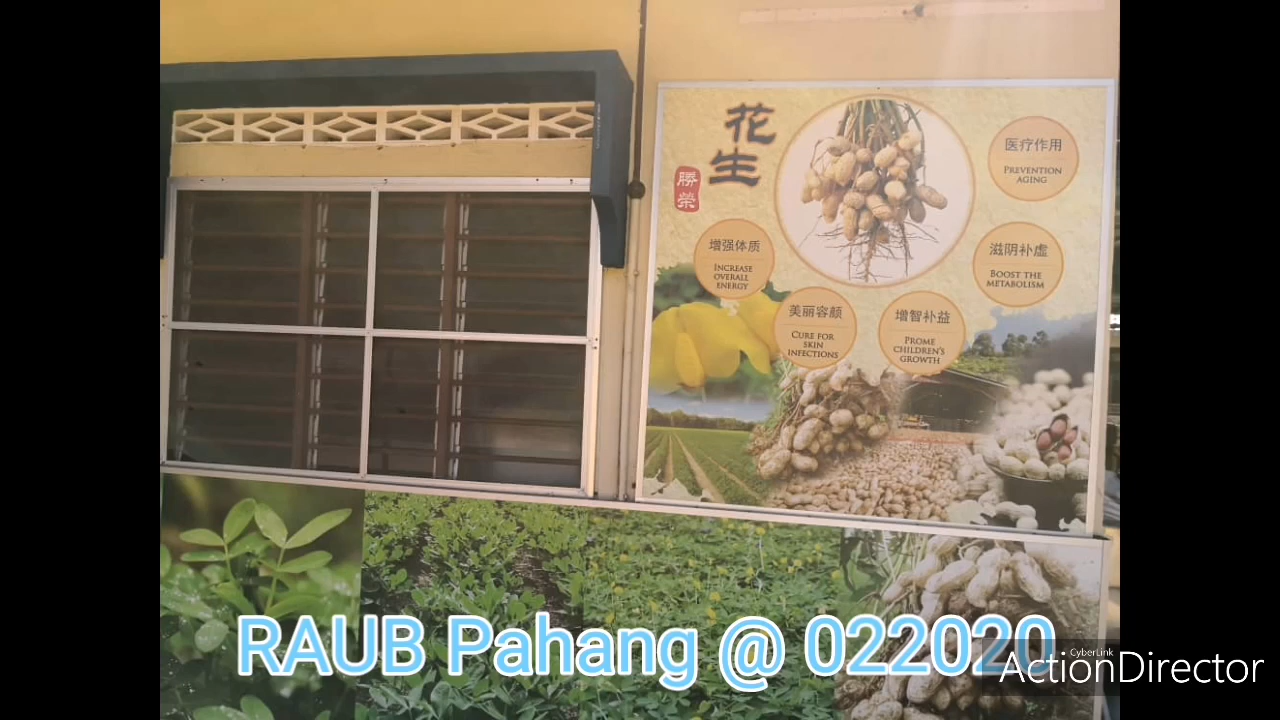 花生
勝榮
医疗作用
PREVENTION
AGING
增强体质
INCREASE
OVERALL
ENERGY
滋阴补虚
BOOST THE
METABOLISM
美丽容颜
CURE FOR
SKIN
INFECTIONS
增智补益
PROME
CHILDREN'S
GROWTH
RAUB Pahang @ 022020
CyberLink
ActionDirector